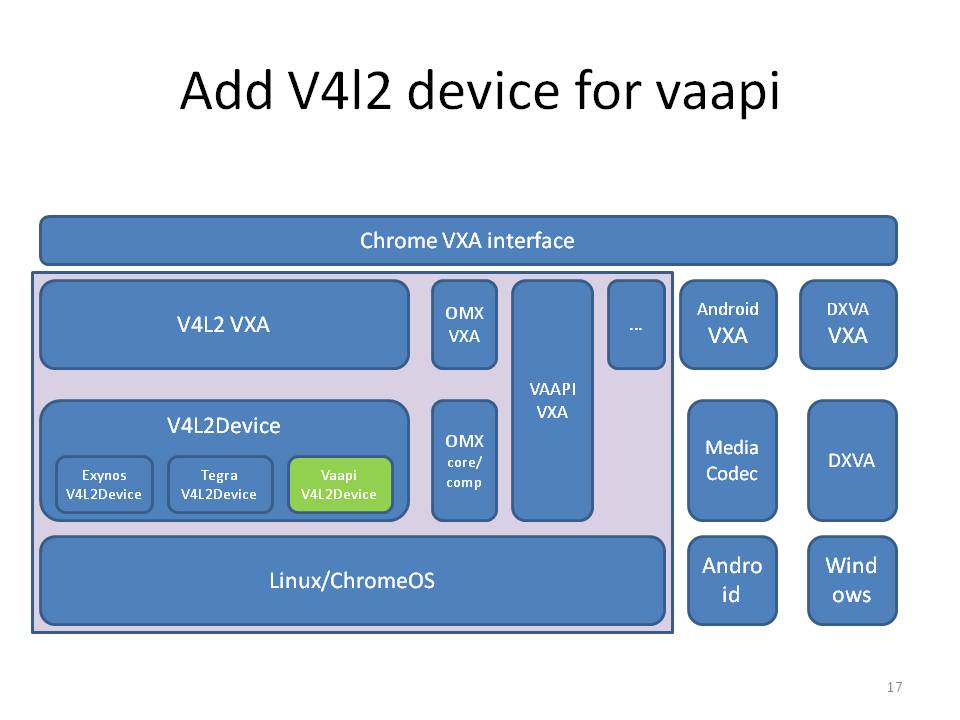 Add V4l2 device for vaapi
Chrome VXA interface
V4L2 VXA
OMX
VXA
VAAPI
VXA
...
Android
VXA
DXVA
VXA
V4L2Device
Exynos
V4L2Device
Tegra
V4L2Device
Vaapi
V4L2Device
OMX
core/
comp
Media
Codec
DXVA
Linux/ChromeOS
Andro
id
Wind
ows
17